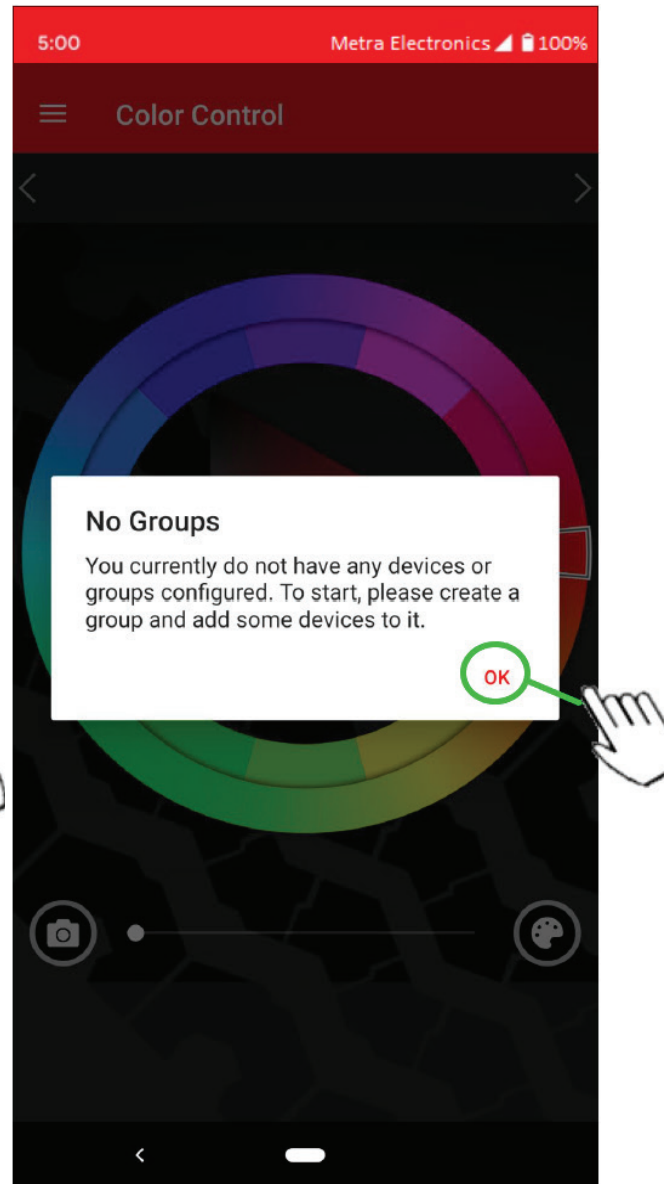 5:00 Metra Electronics 100%
Color Control
No Groups
You currently do not have any devices or
groups configured. To start, please create a
group and add some devices to it.
OK